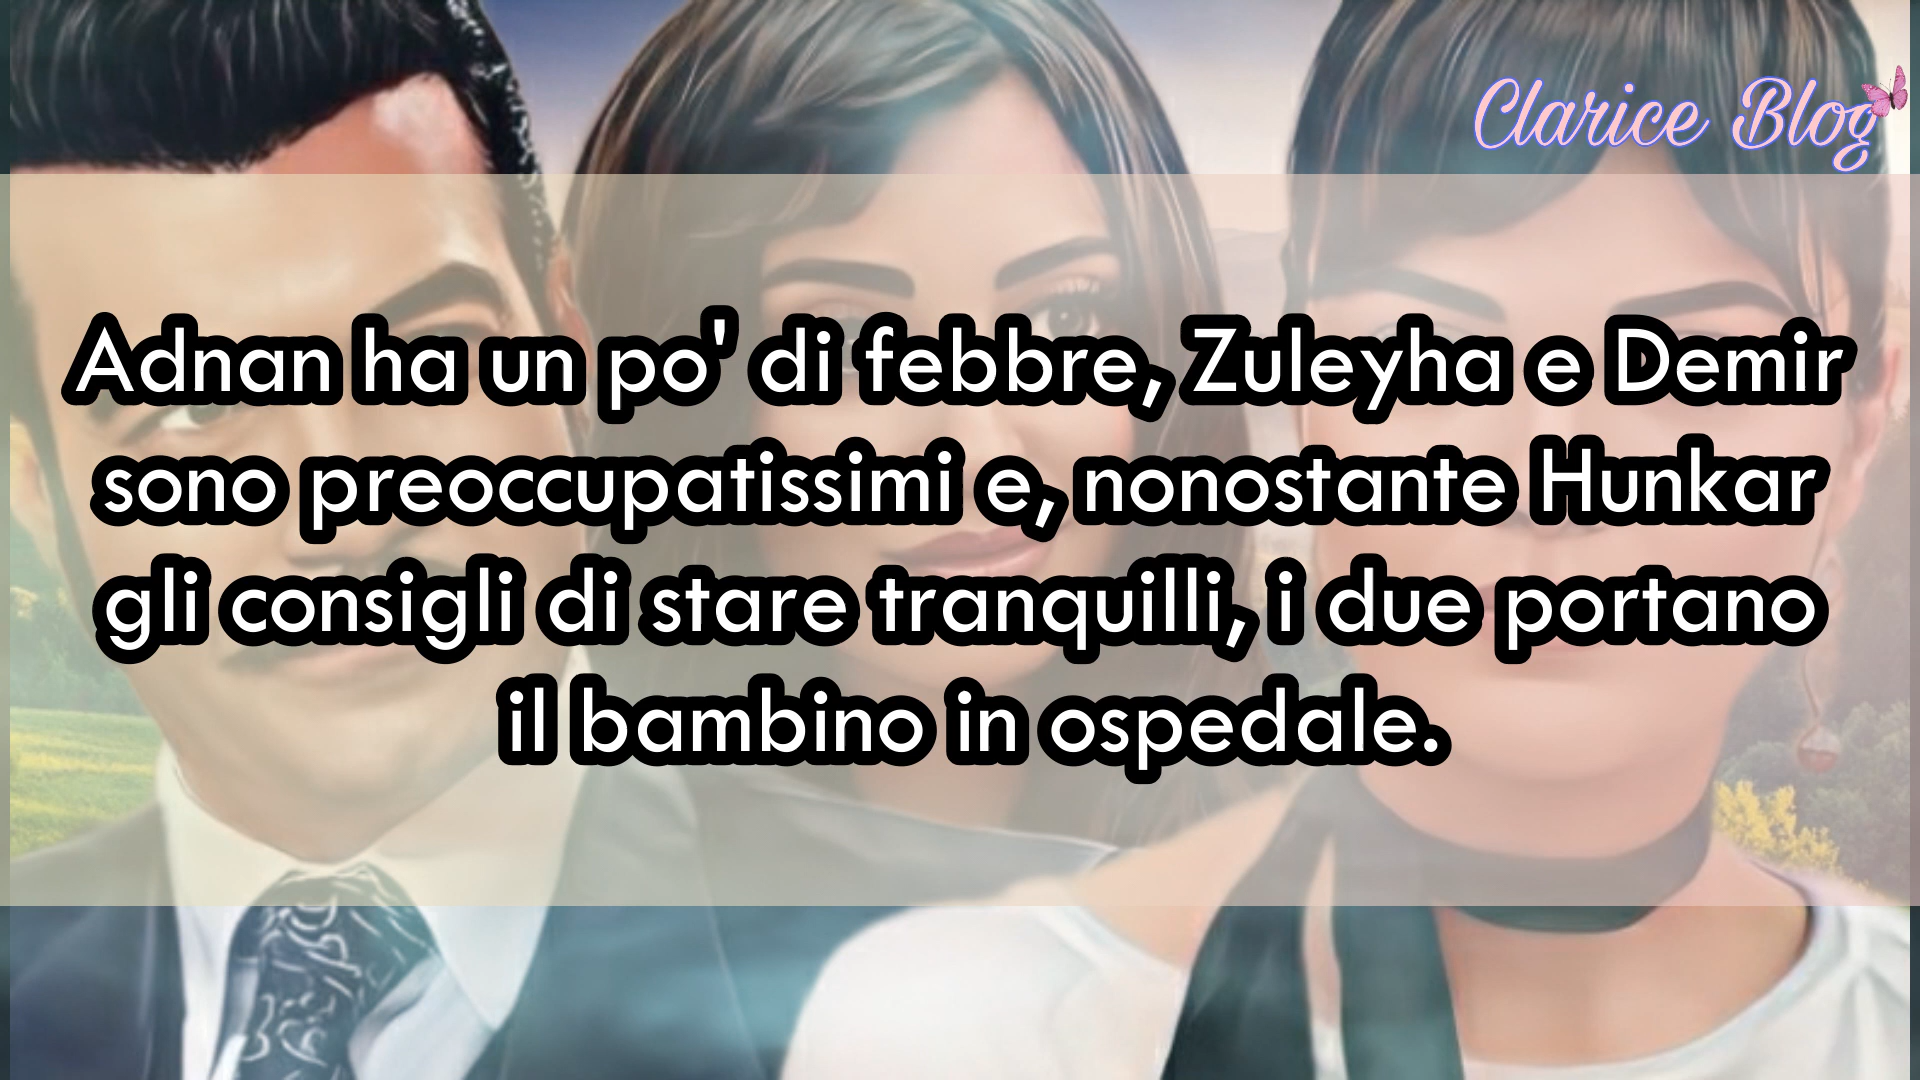 Clarice Blog
Adnan ha un po' di febbre, Zuleyha e Demir
sono preoccupatissimi e, nonostante Hunkar
gli consigli di stare tranquilli, i due portano
il bambino in ospedale.